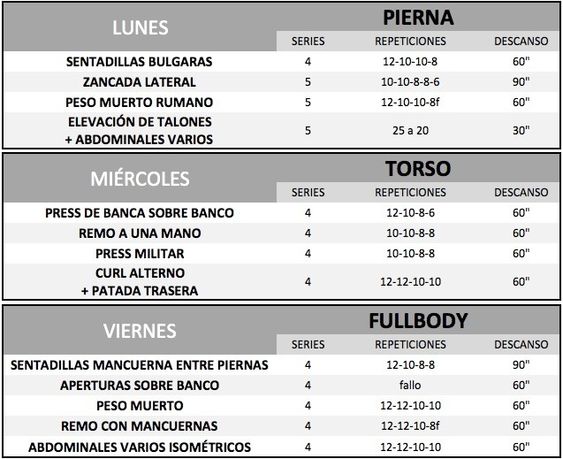 LUNES PIERNA
SERIES REPETICIONES DESCANSO
SENTADILLAS BULGARAS 4 12-10-10-8 60"
ZANCADA LATERAL 5 10-10-8-8-6 90"
PESO MUERTO RUMANO 5 12-10-10-8f 60"
ELEVACIÓN DE TALONES
+ ABDOMINALES VARIOS 5 25 a 20 30"
MIÉRCOLES TORSO
SERIES REPETICIONES DESCANSO
PRESS DE BANCA SOBRE BANCO 4 12-10-8-6 60"
REMO A UNA MANO 4 10-10-8-8 60"
PRESS MILITAR 4 10-10-8-8 60"
CURL ALTERNO
+ PATADA TRASERA 4 12-12-10-10 60"
VIERNES FULLBODY
SERIES REPETICIONES DESCANSO
SENTADILLAS MANCUERNA ENTRE PIERNAS 4 12-10-8-8 90"
APERTURAS SOBRE BANCO 4 fallo 60"
PESO MUERTO 4 12-12-10-10 60"
REMO CON MANCUERNAS 4 12-12-10-8f 60"
ABDOMINALES VARIOS ISOMÉTRICOS 4 12-12-10-10 60"